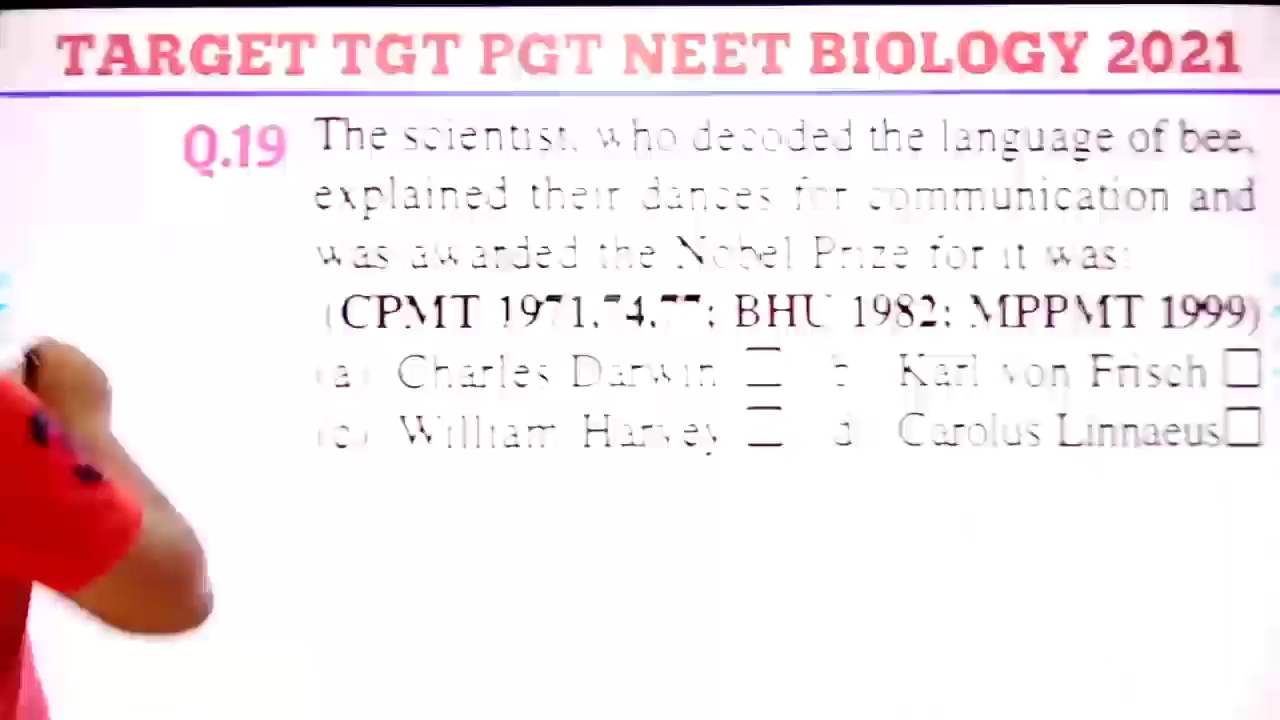 TARGET TGT PGT NEET BIOLOGY 2021
Q.19 The scientist, who decoded the language of bee,
explained their dances for communication and
was awarded the Nobel Prize for it was:
(CPMT 1971,74,77; BHU 1982; MPPMT 1999)
(a) Charles Darwin □ b Karl von Frisch □
(c) William Harvey □ d Carolus Linnaeus □